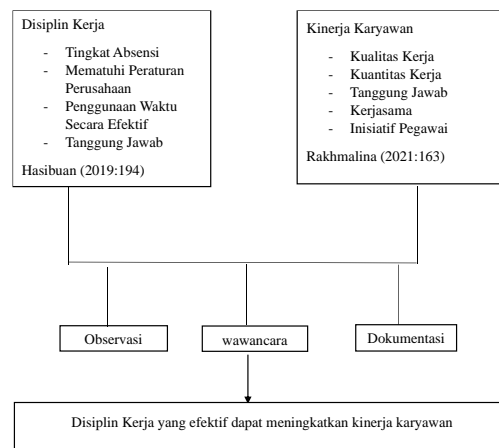 Disiplin Kerja
- Tingkat Absensi
- Mematuhi Peraturan
Perusahaan
- Penggunaan Waktu
Secara Efektif
- Tanggung Jawab
Hasibuan (2019:194)
Kinerja Karyawan
- Kualitas Kerja
- Kuantitas Kerja
- Tanggung Jawab
- Kerjasama
- Inisiatif Pegawai
Rakhmalina (2021:163)
Observasi
wawancara
Dokumentasi
Disiplin Kerja yang efektif dapat meningkatkan kinerja karyawan